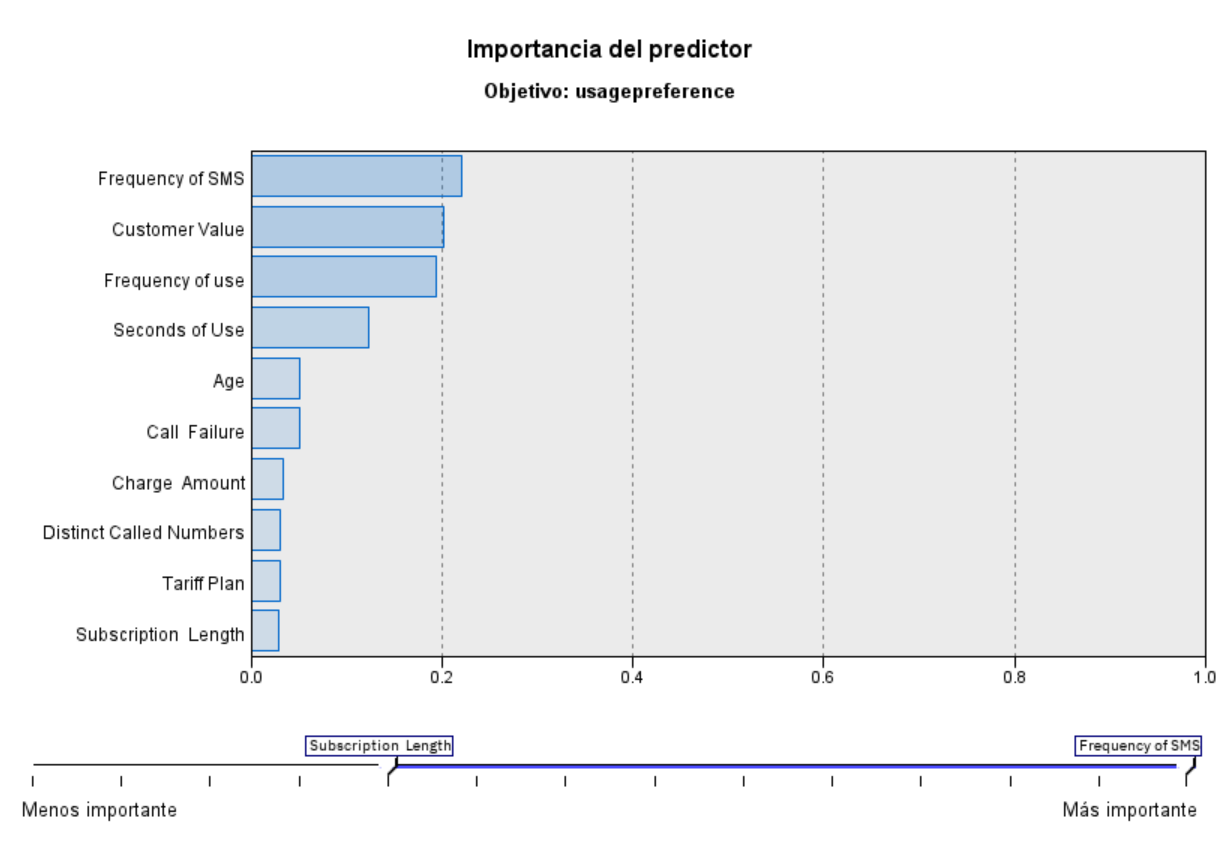 Importancia del predictor
Objetivo: usagepreference
Frequency of SMS
Customer Value
Frequency of use
Seconds of Use
Age
Call Failure
Charge Amount
Distinct Called Numbers
Tariff Plan
Subscription Length
0.0 0.2 0.4 0.6 0.8 1.0
Subscription Length Frequency of SMS
Menos importante Más importante